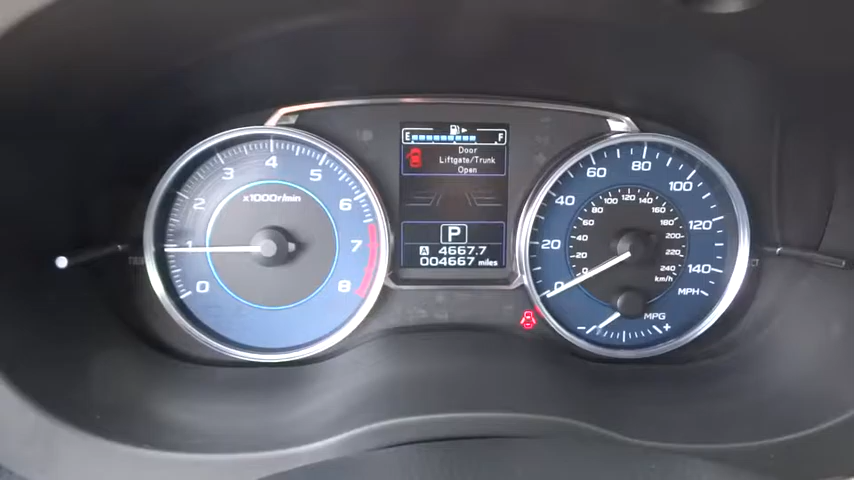 E F
Door
Liftgate/Trunk
Open
P
A 4667.7
004667 miles
x1000r/min
0 1 2 3 4 5 6 7 8
0 20 40 60 80 100 120 140
MPH
0 20 40 60 80 100 120 140 160 180 200 220 240
km/h
MPG
- +